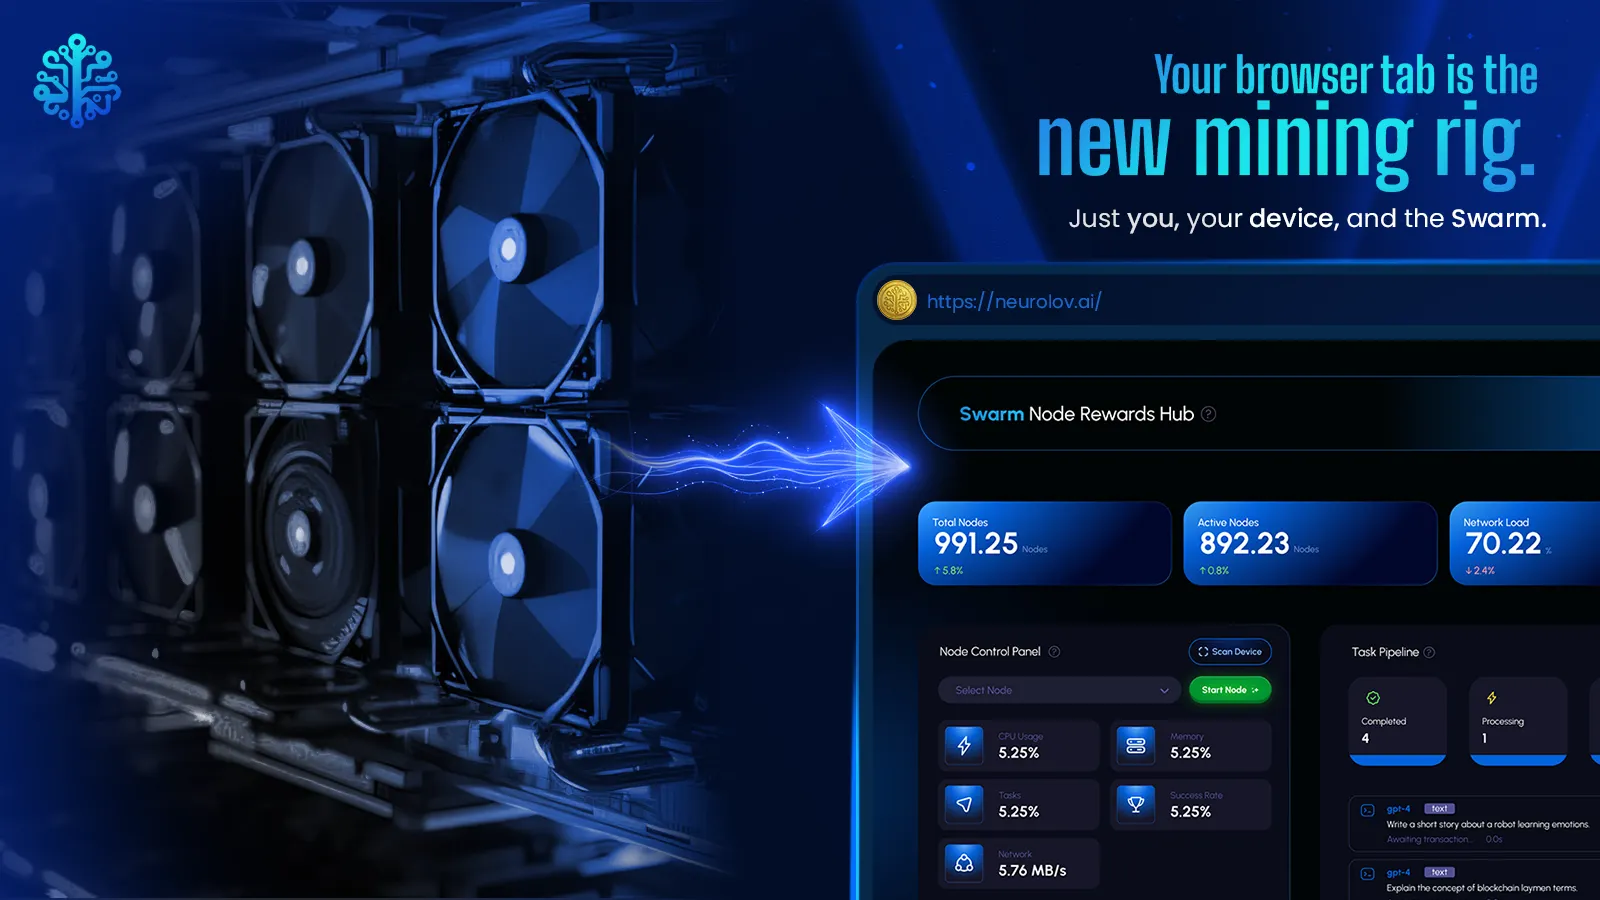 Your browser tab is the
new mining rig.
Just you, your device, and the Swarm.
https://neurolov.ai/
Swarm Node Rewards Hub ?
Total Nodes
991.25 Nodes
↑ 5.8%
Active Nodes
892.23 Nodes
↑ 0.8%
Network Load
70.22 %
↓ 2.4%
Node Control Panel ?
Scan Device
Select Node
Start Node
CPU Usage
5.25%
Memory
5.25%
Tasks
5.25%
Success Rate
5.25%
Network
5.76 MB/s
Task Pipeline ?
Completed
4
Processing
1
gpt-4 text
Write a short story about a robot learning emotions.
Awaiting transaction... 0.0s
gpt-4 text
Explain the concept of blockchain laymen terms.